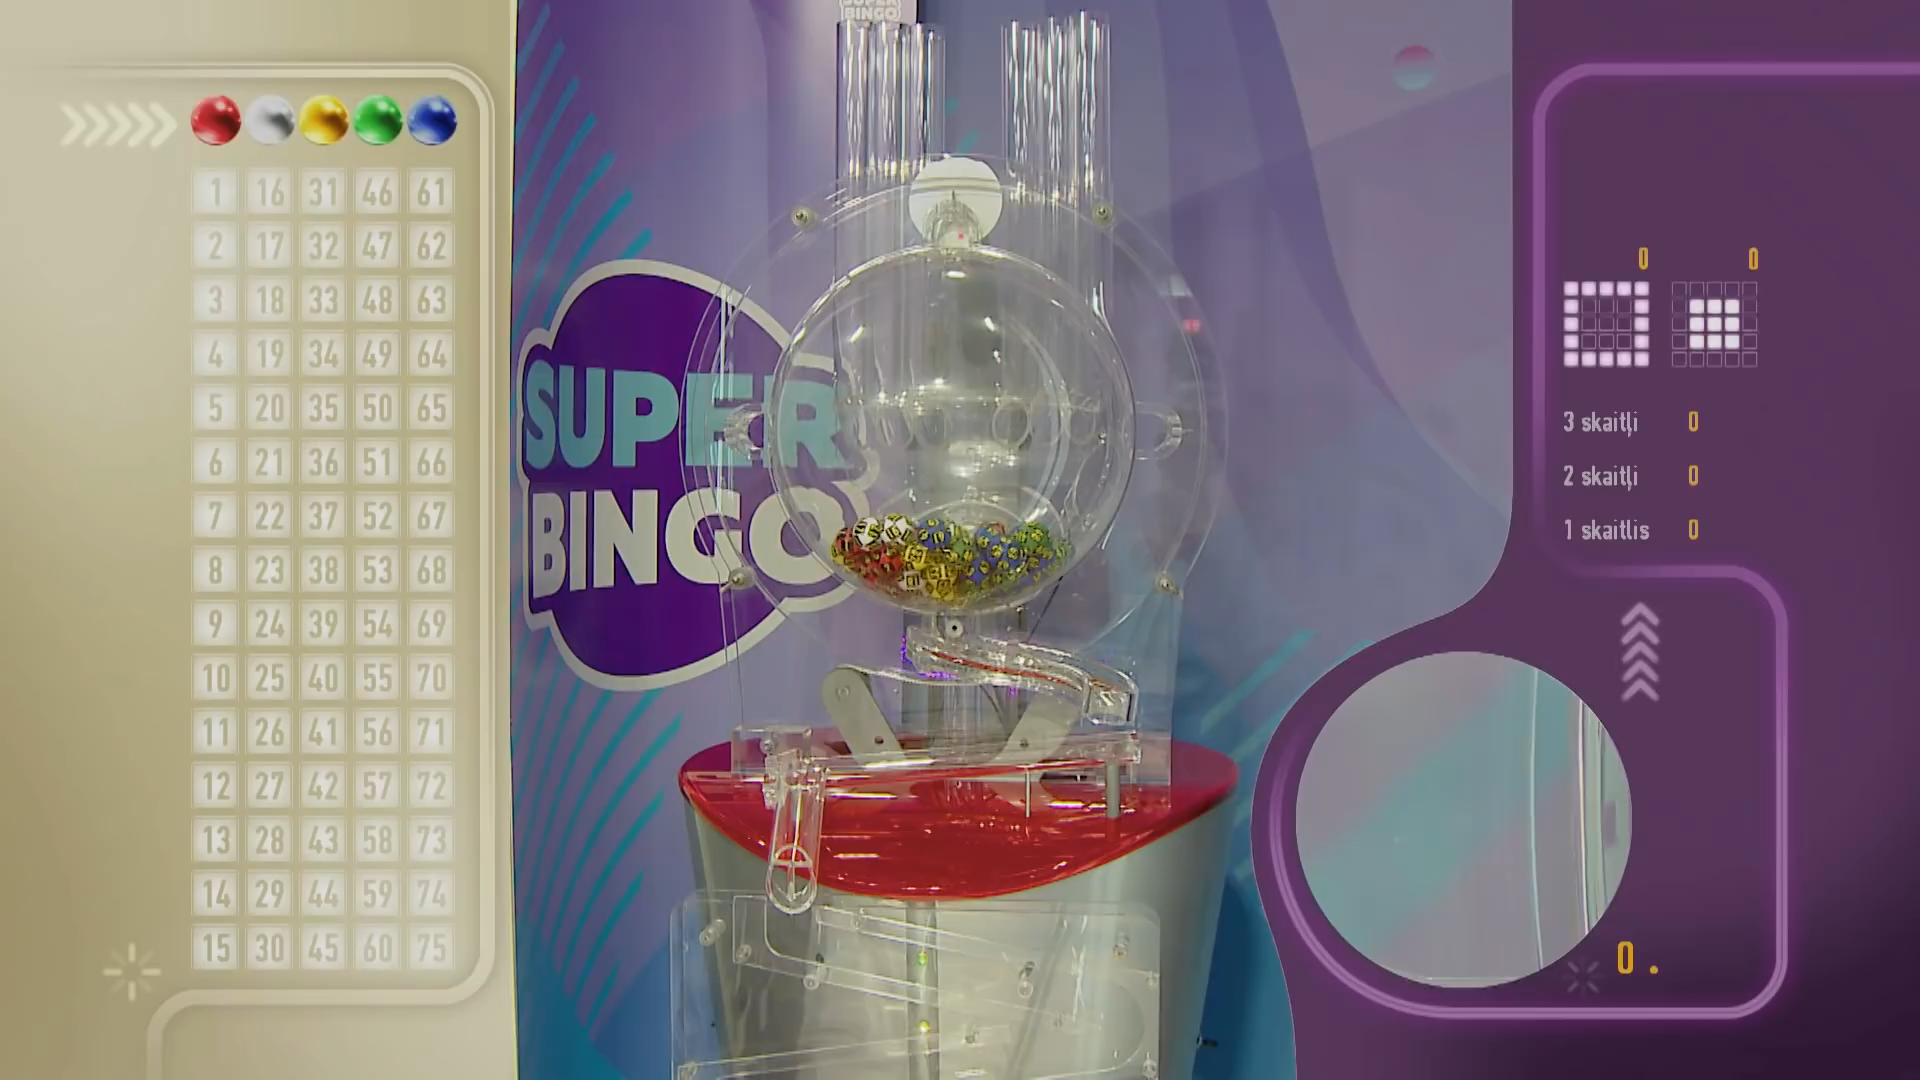 SUPER
BINGO
1 16 31 46 61
2 17 32 47 62
3 18 33 48 63
4 19 34 49 64
5 20 35 50 65
6 21 36 51 66
7 22 37 52 67
8 23 38 53 68
9 24 39 54 69
10 25 40 55 70
11 26 41 56 71
12 27 42 57 72
13 28 43 58 73
14 29 44 59 74
15 30 45 60 75
SUPER
BINGO
0 0
3 skaitļi 0
2 skaitļi 0
1 skaitlis 0
0 .